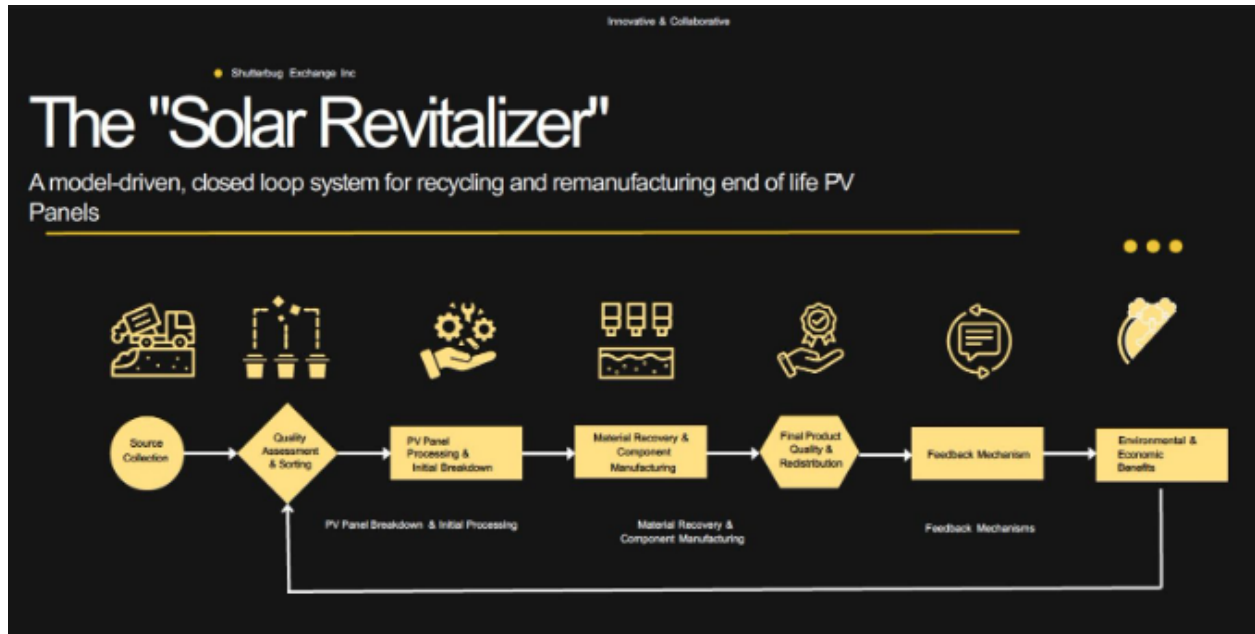 Innovative & Collaborative
Shutterbug Exchange Inc
The "Solar Revitalizer"
A model-driven, closed loop system for recycling and remanufacturing end of life PV
Panels
Source
Collection
Quality
Assessment
& Sorting
PV Panel
Processing &
Initial Breakdown
Material Recovery &
Component
Manufacturing
Final Product
Quality &
Redistribution
Feedback Mechanism
Environmental &
Economic
Benefits
PV Panel Breakdown & Initial Processing
Material Recovery &
Component Manufacturing
Feedback Mechanisms